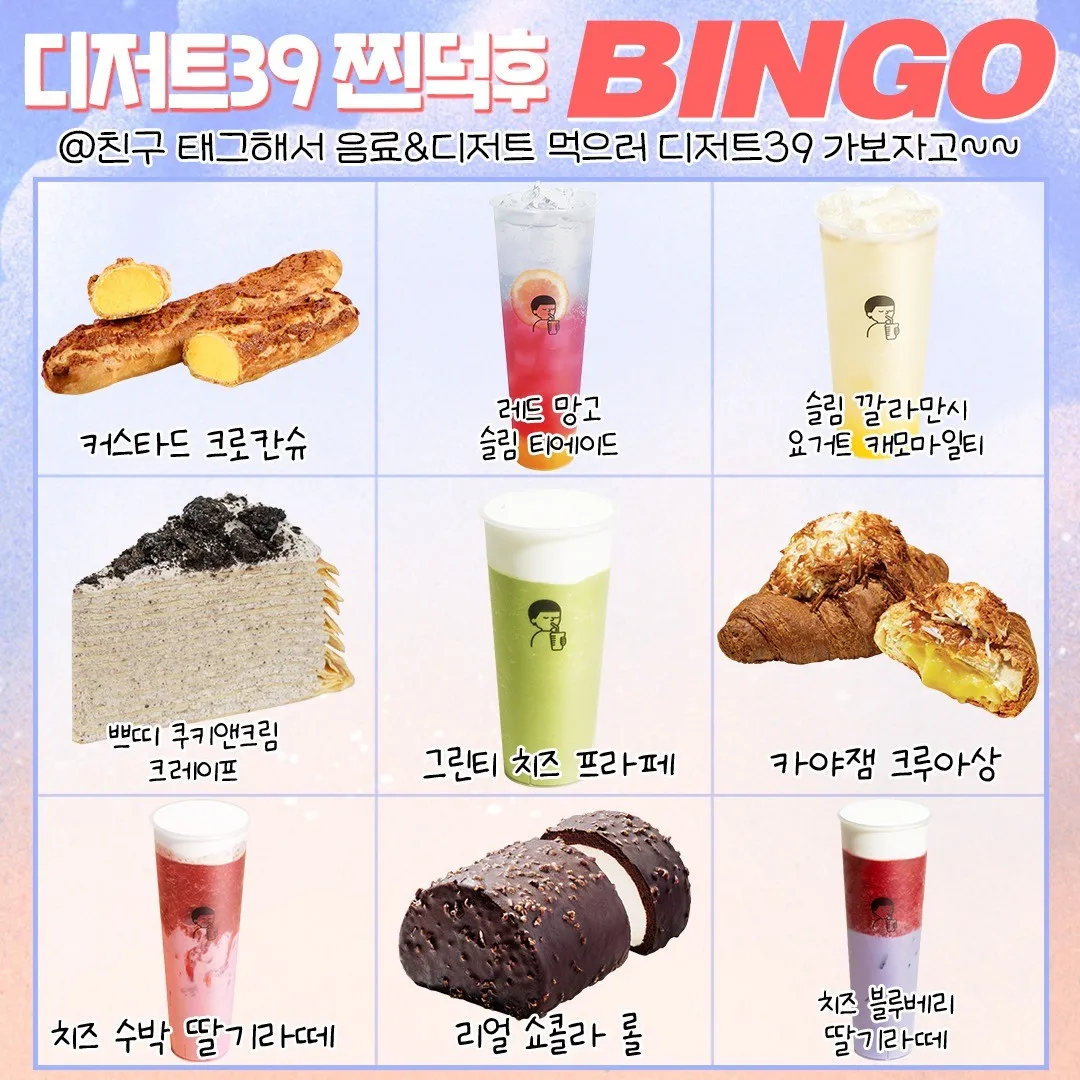 디저트39 찐덕후 BINGO
@친구 태그해서 음료&디저트 먹으러 디저트39 가보자고~~
커스타드 크로칸슈
레드 망고
슬림 티에이드
슬림 깔라만시
요거트 캐모마일티
쁘띠 쿠키앤크림
크레이프
그린티 치즈 프라페
카야잼 크루아상
치즈 수박 딸기라떼
리얼 쇼콜라 롤
치즈 블루베리
딸기라떼